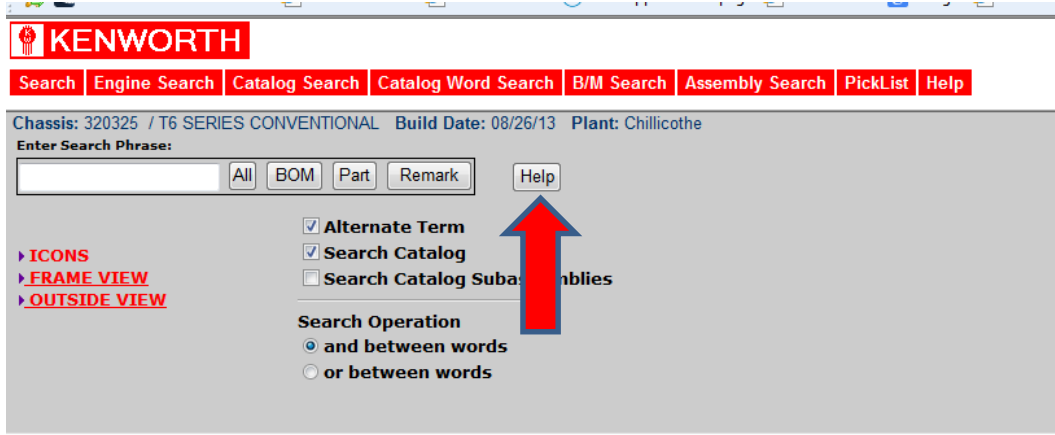 KENWORTH
Search Engine Search Catalog Search Catalog Word Search B/M Search Assembly Search PickList Help
Chassis: 320325 / T6 SERIES CONVENTIONAL Build Date: 08/26/13 Plant: Chillicothe
Enter Search Phrase:
All BOM Part Remark Help
Alternate Term
ICONS
Search Catalog
FRAME VIEW
Search Catalog
OUTSIDE VIEW
Search Operation
and between words
or between words